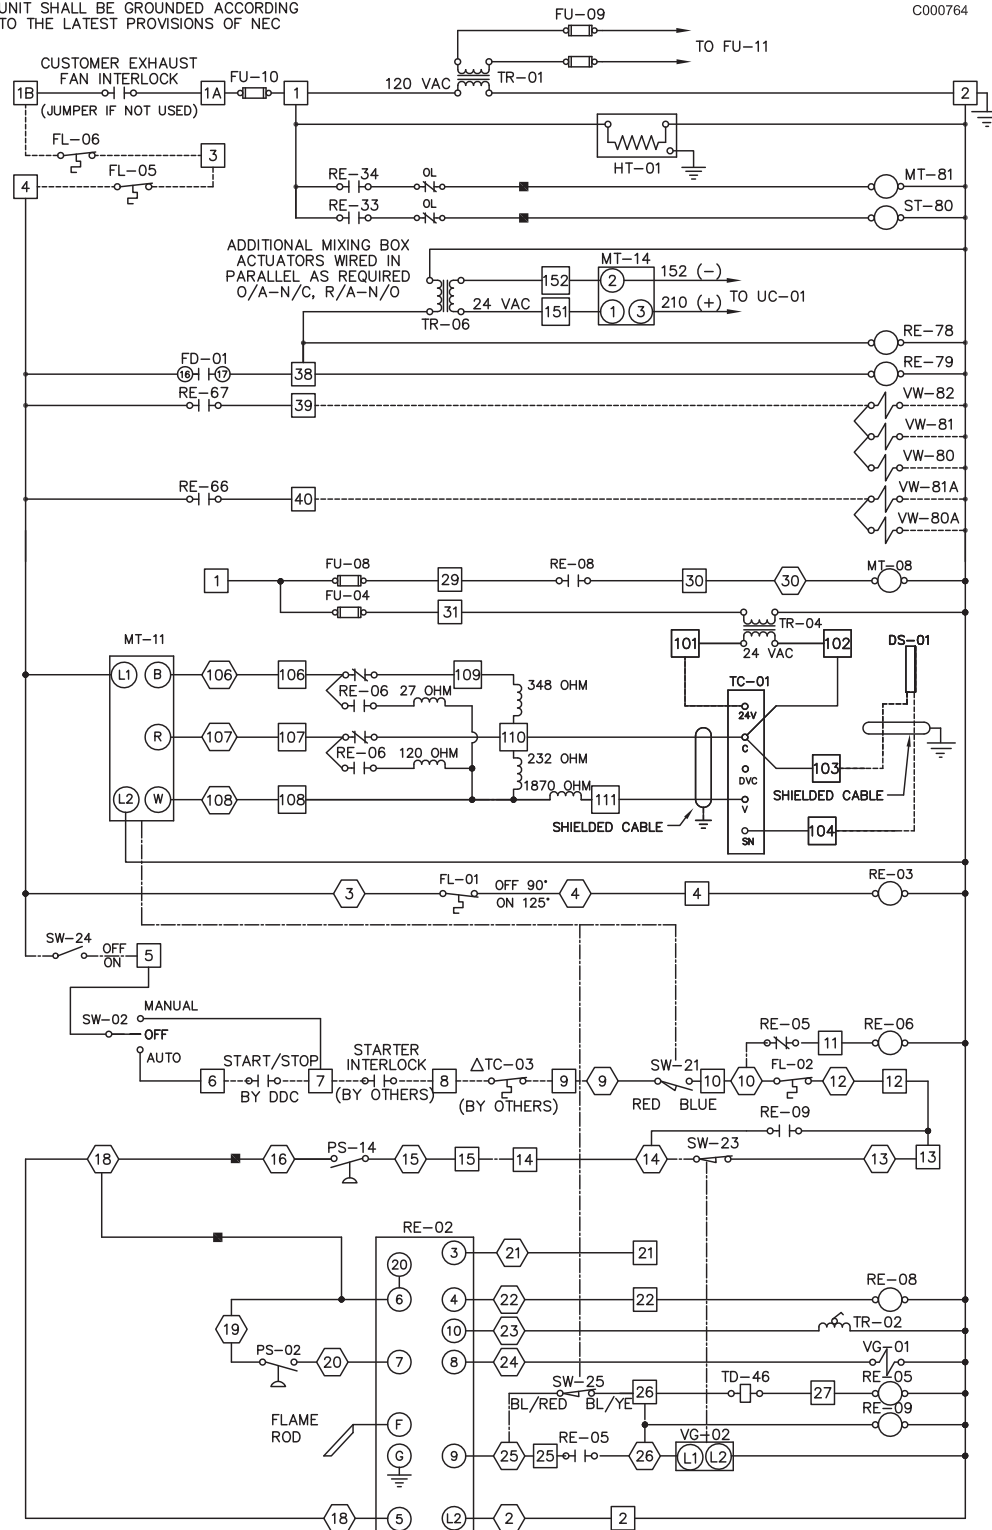 UNIT SHALL BE GROUNDED ACCORDING
TO THE LATEST PROVISIONS OF NEC
C000764
FU-09
TO FU-11
TR-01
CUSTOMER EXHAUST
FAN INTERLOCK
1B
1A
FU-10
1
120 VAC
2
(JUMPER IF NOT USED)
FL-06
3
HT-01
FL-05
4
RE-34
OL
MT-81
RE-33
OL
ST-80
ADDITIONAL MIXING BOX
ACTUATORS WIRED IN
PARALLEL AS REQUIRED
O/A-N/C, R/A-N/O
MT-14
152
2
152 (-)
TO UC-01
24 VAC
151
1
3
210 (+)
TR-06
RE-78
FD-01
16
17
38
RE-79
RE-67
39
VW-82
VW-81
VW-80
RE-66
40
VW-81A
VW-80A
1
FU-08
29
RE-08
30
30
MT-08
FU-04
31
TR-04
101
24 VAC
102
DS-01
MT-11
L1
B
106
106
109
348 OHM
RE-06
27 OHM
TC-01
24V
R
107
107
110
C
RE-06
120 OHM
232 OHM
103
DVC
SHIELDED CABLE
1870 OHM
L2
W
108
108
111
V
SHIELDED CABLE
104
SN
3
FL-01
OFF 90°
ON 125°
4
4
RE-03
SW-24
OFF
ON
5
MANUAL
SW-02
OFF
AUTO
RE-05
11
RE-06
6
START/STOP
BY DDC
7
STARTER
INTERLOCK
(BY OTHERS)
8
△TC-03
(BY OTHERS)
9
9
SW-21
RED
BLUE
10
10
FL-02
12
12
RE-09
18
16
PS-14
15
15
14
14
SW-23
13
13
RE-02
20
3
21
21
6
4
22
22
RE-08
19
10
23
TR-02
PS-02
20
7
8
24
VG-01
SW-25
BL/RED
BL/YE
26
TD-46
27
RE-05
RE-09
FLAME
ROD
F
G
9
25
25
RE-05
26
VG-02
L1
L2
18
5
L2
2
2